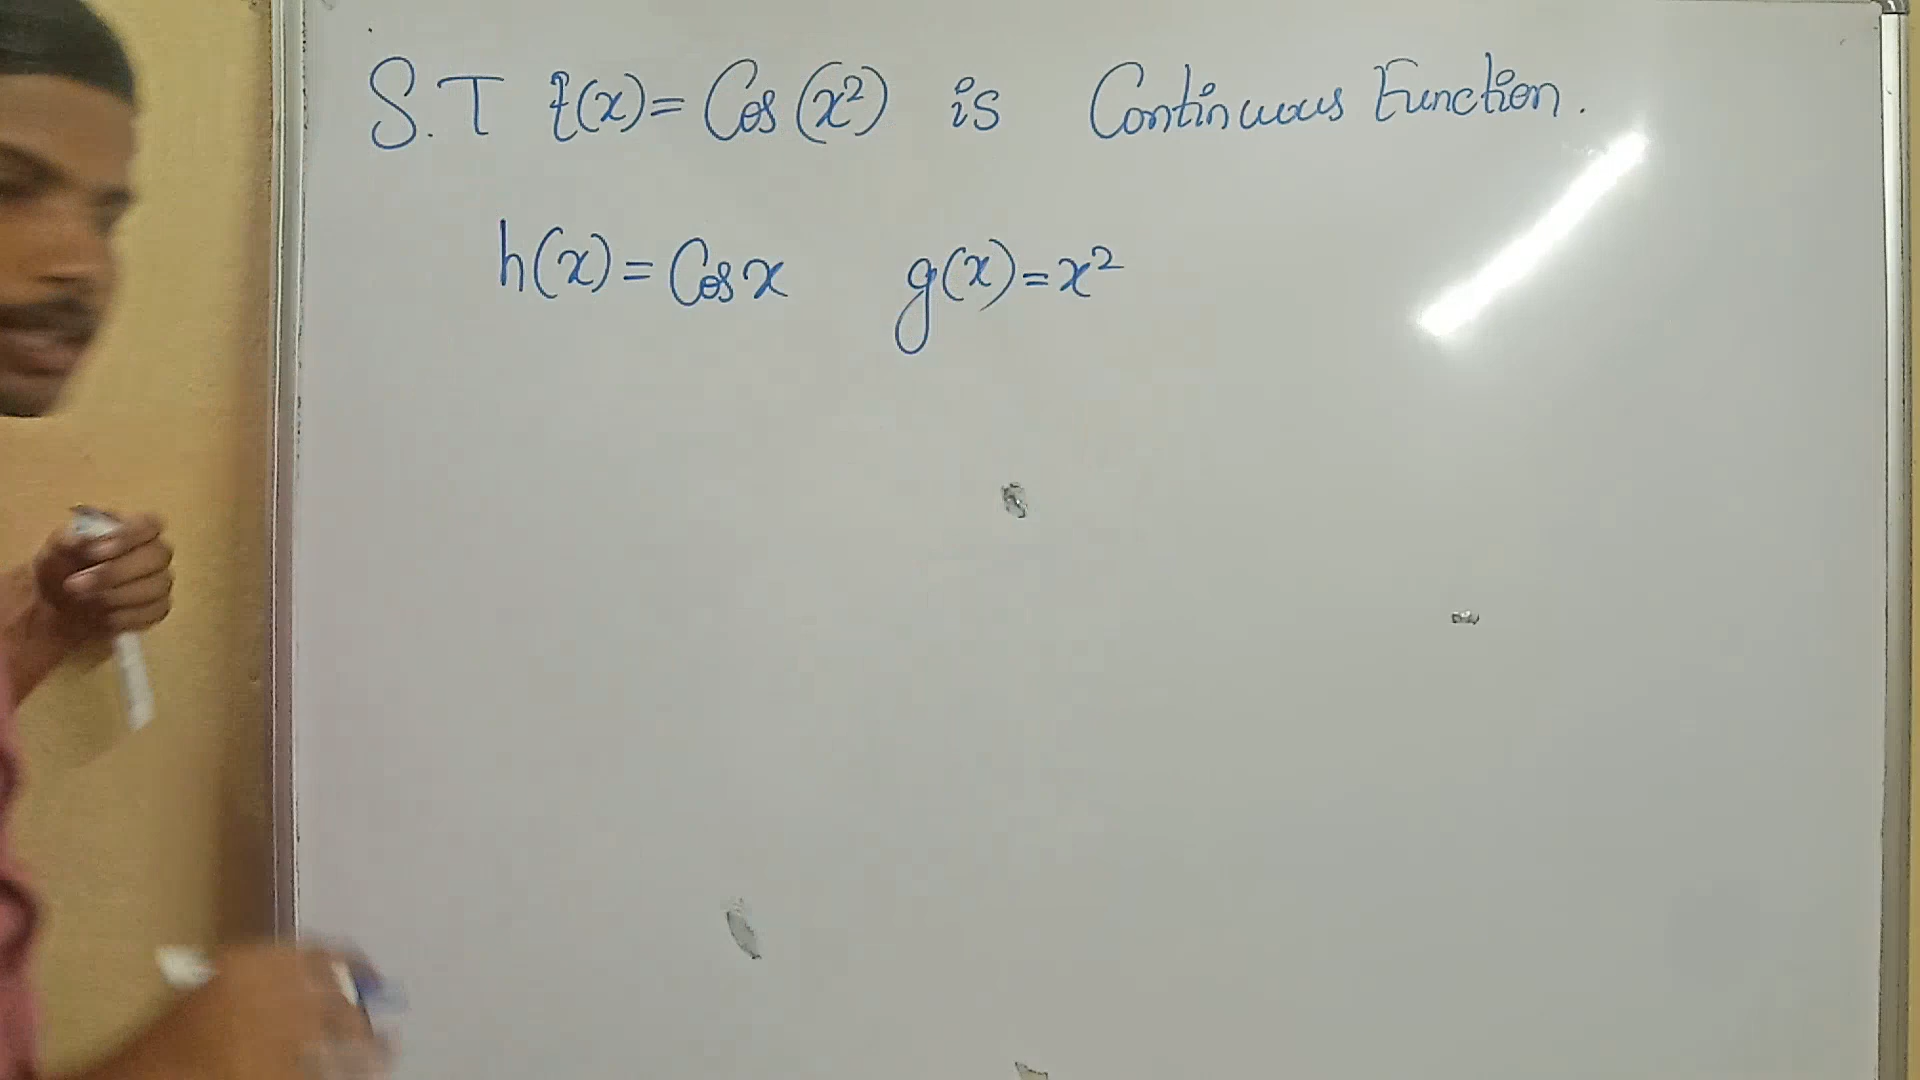 S.T f(x) = Cos (x²) is Continuous Function.
h(x) = Cos x g(x) = x²